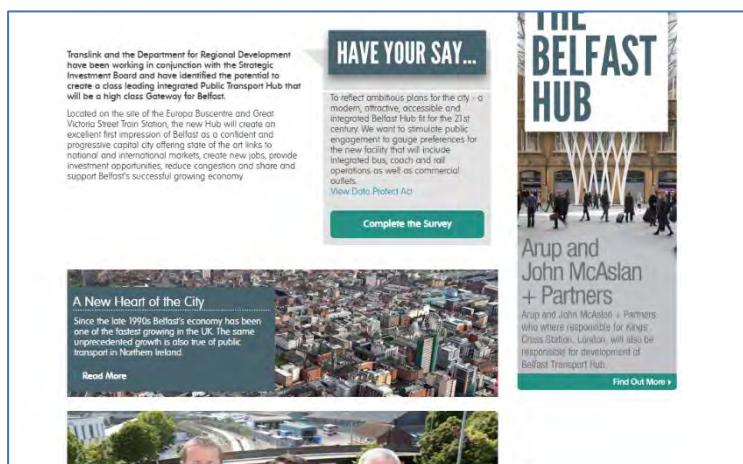 Translink and the Department for Regional Development
have been working in conjunction with the Strategic
Investment Board and have identified the potential to
create a class leading integrated Public Transport Hub that
will be a high class Gateway for Belfast.
Located on the site of the Europa Buscentre and Great
Victoria Street Train Station, the new Hub will create an
excellent first impression of Belfast as a confident and
progressive capital city offering state of the art links to
national and international markets, create new jobs, provide
investment opportunities, reduce congestion and share and
support Belfast's successful growing economy.
HAVE YOUR SAY...
To reflect ambitious plans for the city - a
modern, attractive, accessible and
integrated Belfast Hub fit for the 21st
century. We want to stimulate public
engagement to gauge preferences for
the new facility that will include
integrated bus, coach and rail
operations as well as commercial
outlets.
View Data Protect Act
Complete the Survey
THE
BELFAST
HUB
Arup and
John McAslan
+ Partners
Arup and John McAslan + Partners
who where responsible for Kings
Cross Station, London, will also be
responsible for development of
Belfast Transport Hub.
Find Out More
A New Heart of the City
Since the late 1990s Belfast's economy has been
one of the fastest growing in the UK. The same
unprecedented growth is also true of public
transport in Northern Ireland.
Read More